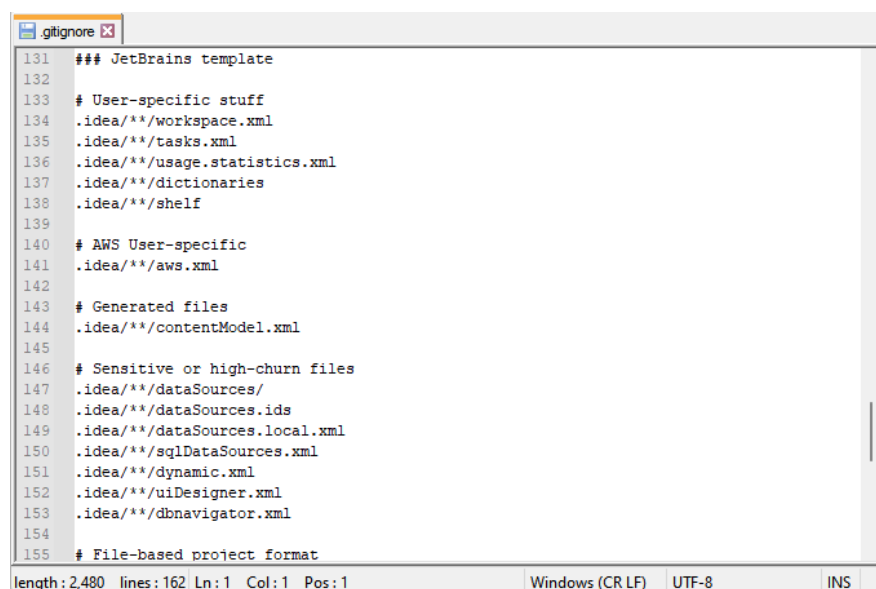 .gitignore
131 ### JetBrains template
132
133 # User-specific stuff
134 .idea/**/workspace.xml
135 .idea/**/tasks.xml
136 .idea/**/usage.statistics.xml
137 .idea/**/dictionaries
138 .idea/**/shelf
139
140 # AWS User-specific
141 .idea/**/aws.xml
142
143 # Generated files
144 .idea/**/contentModel.xml
145
146 # Sensitive or high-churn files
147 .idea/**/dataSources/
148 .idea/**/dataSources.ids
149 .idea/**/dataSources.local.xml
150 .idea/**/sqlDataSources.xml
151 .idea/**/dynamic.xml
152 .idea/**/uiDesigner.xml
153 .idea/**/dbnavigator.xml
154
155 # File-based project format
length : 2,480 lines : 162 Ln : 1 Col : 1 Pos : 1 Windows (CR LF) UTF-8 INS